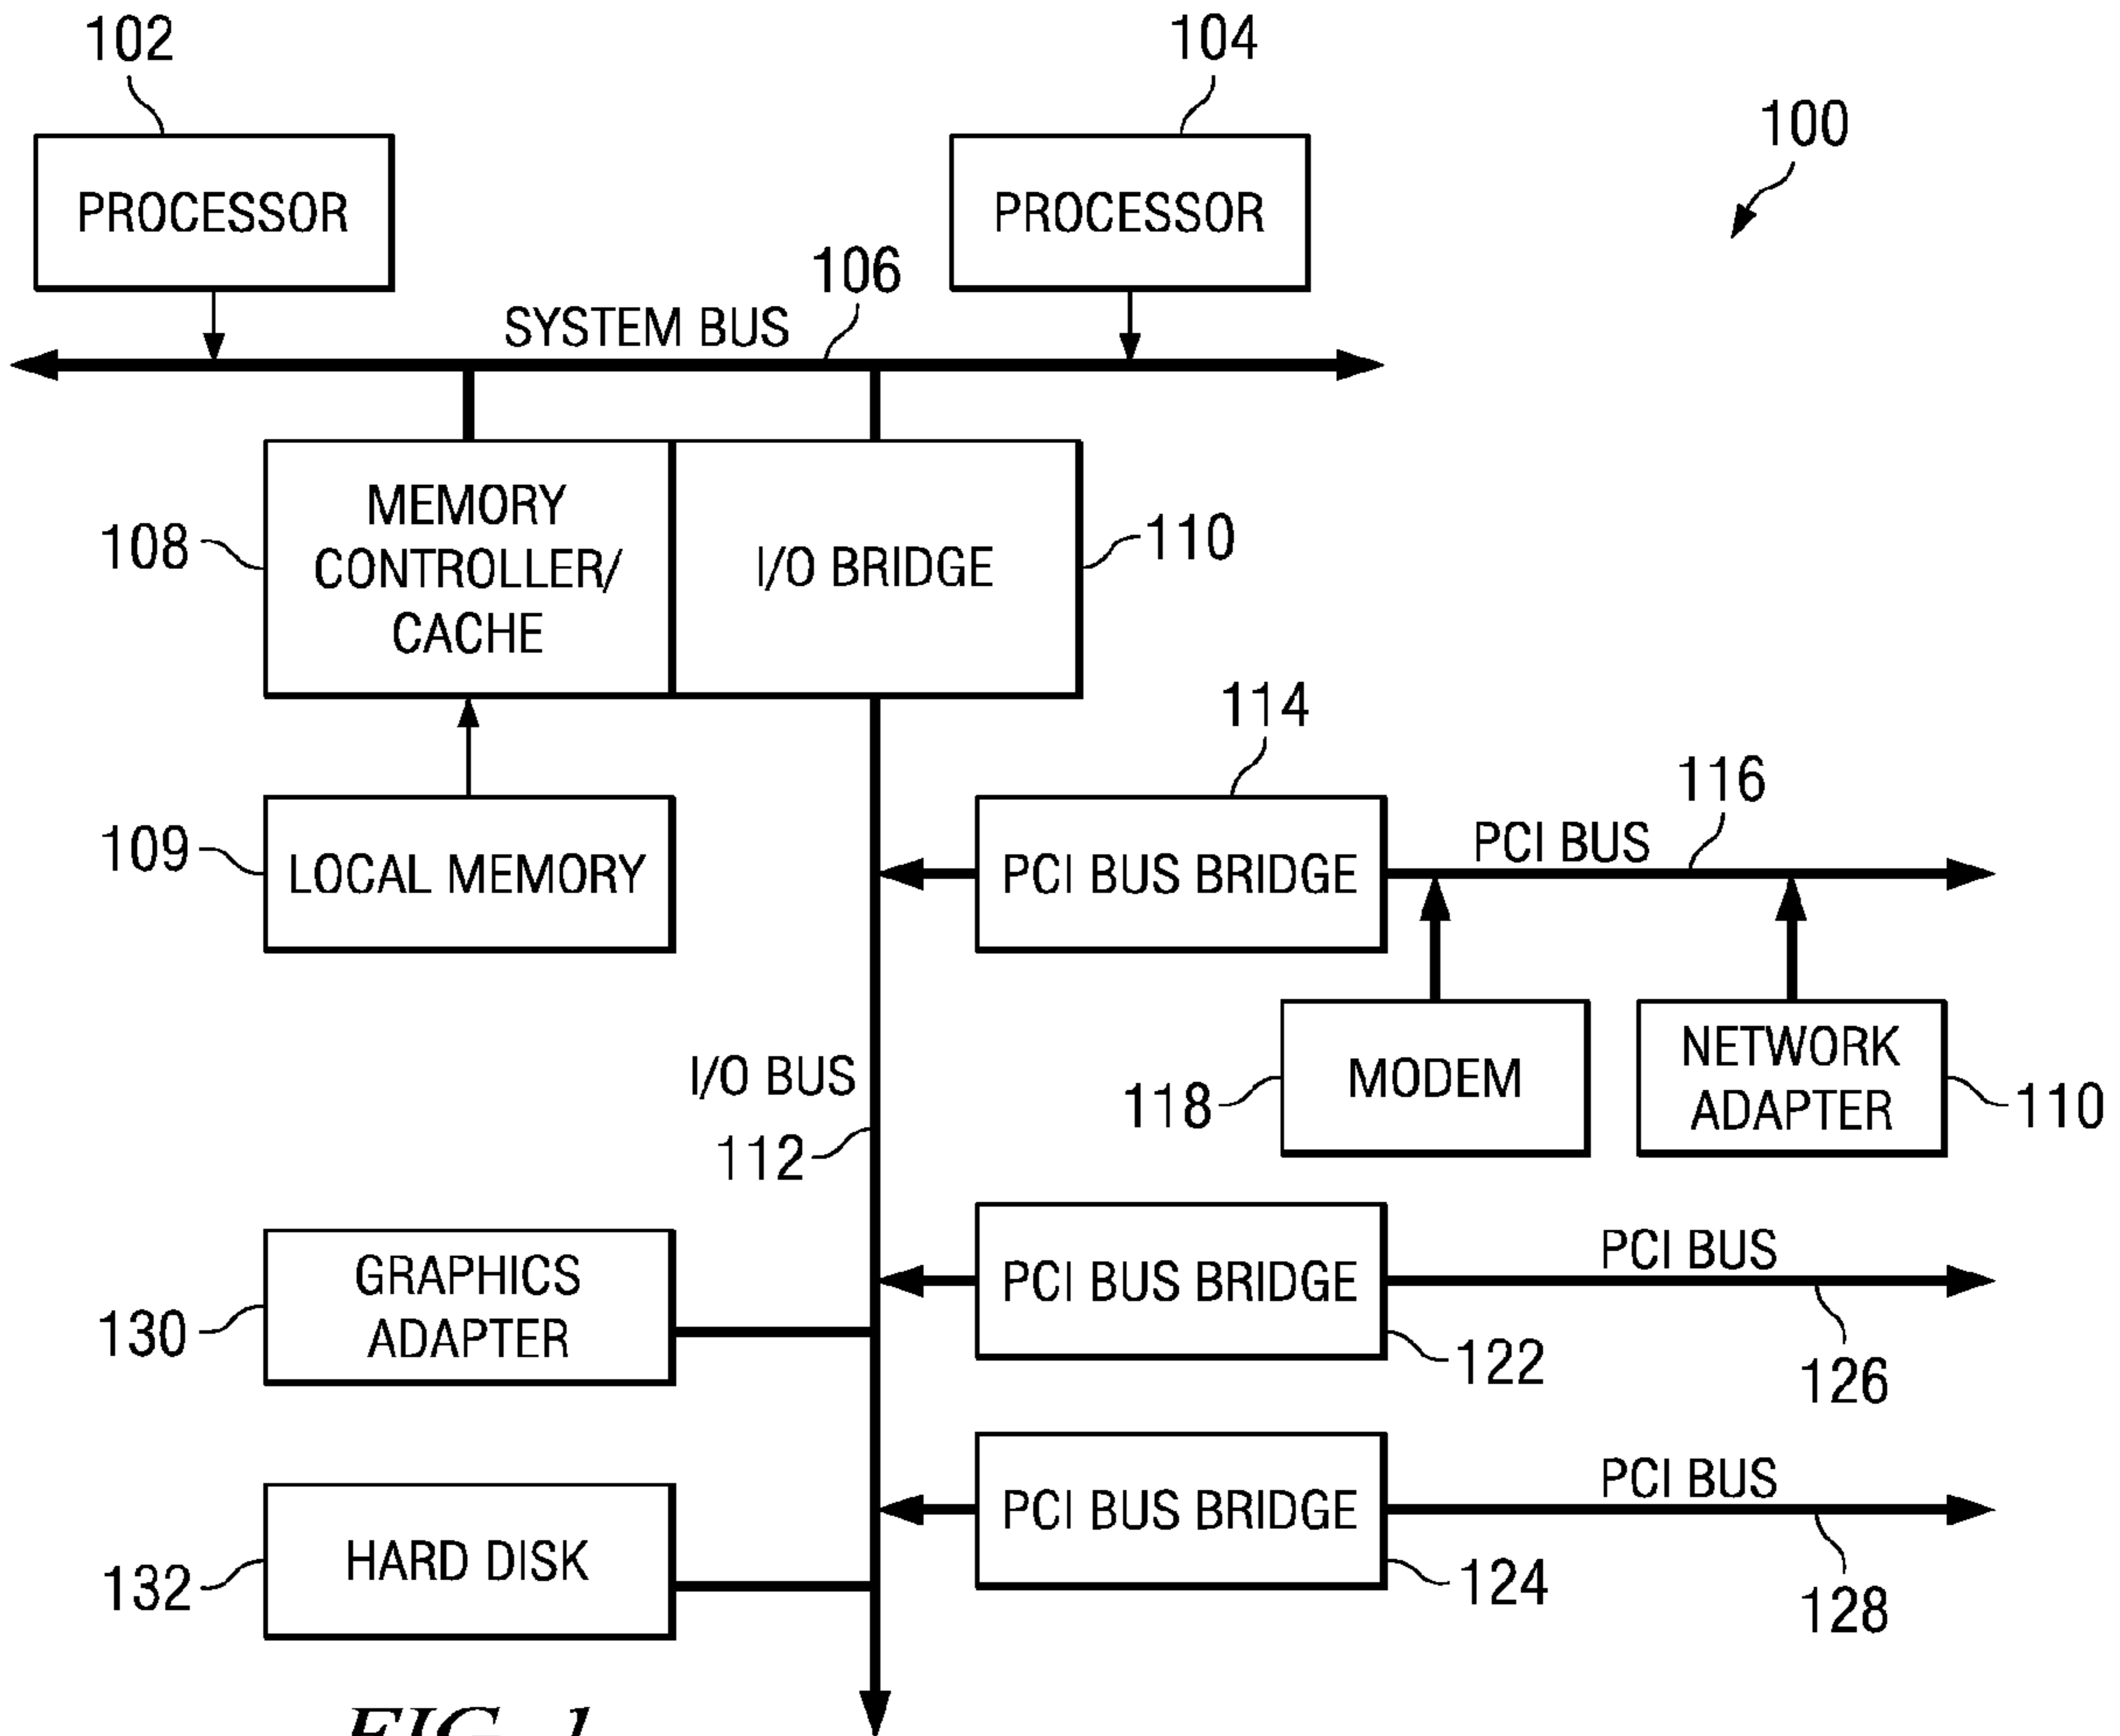 102
104
100
PROCESSOR
PROCESSOR
106
SYSTEM BUS
MEMORY
CONTROLLER/
CACHE
108
I/O BRIDGE
110
114
116
109
LOCAL MEMORY
PCI BUS BRIDGE
PCI BUS
I/O BUS
112
118
MODEM
NETWORK
ADAPTER
110
GRAPHICS
ADAPTER
130
PCI BUS BRIDGE
122
PCI BUS
126
HARD DISK
132
PCI BUS BRIDGE
124
PCI BUS
128
FIG. 1